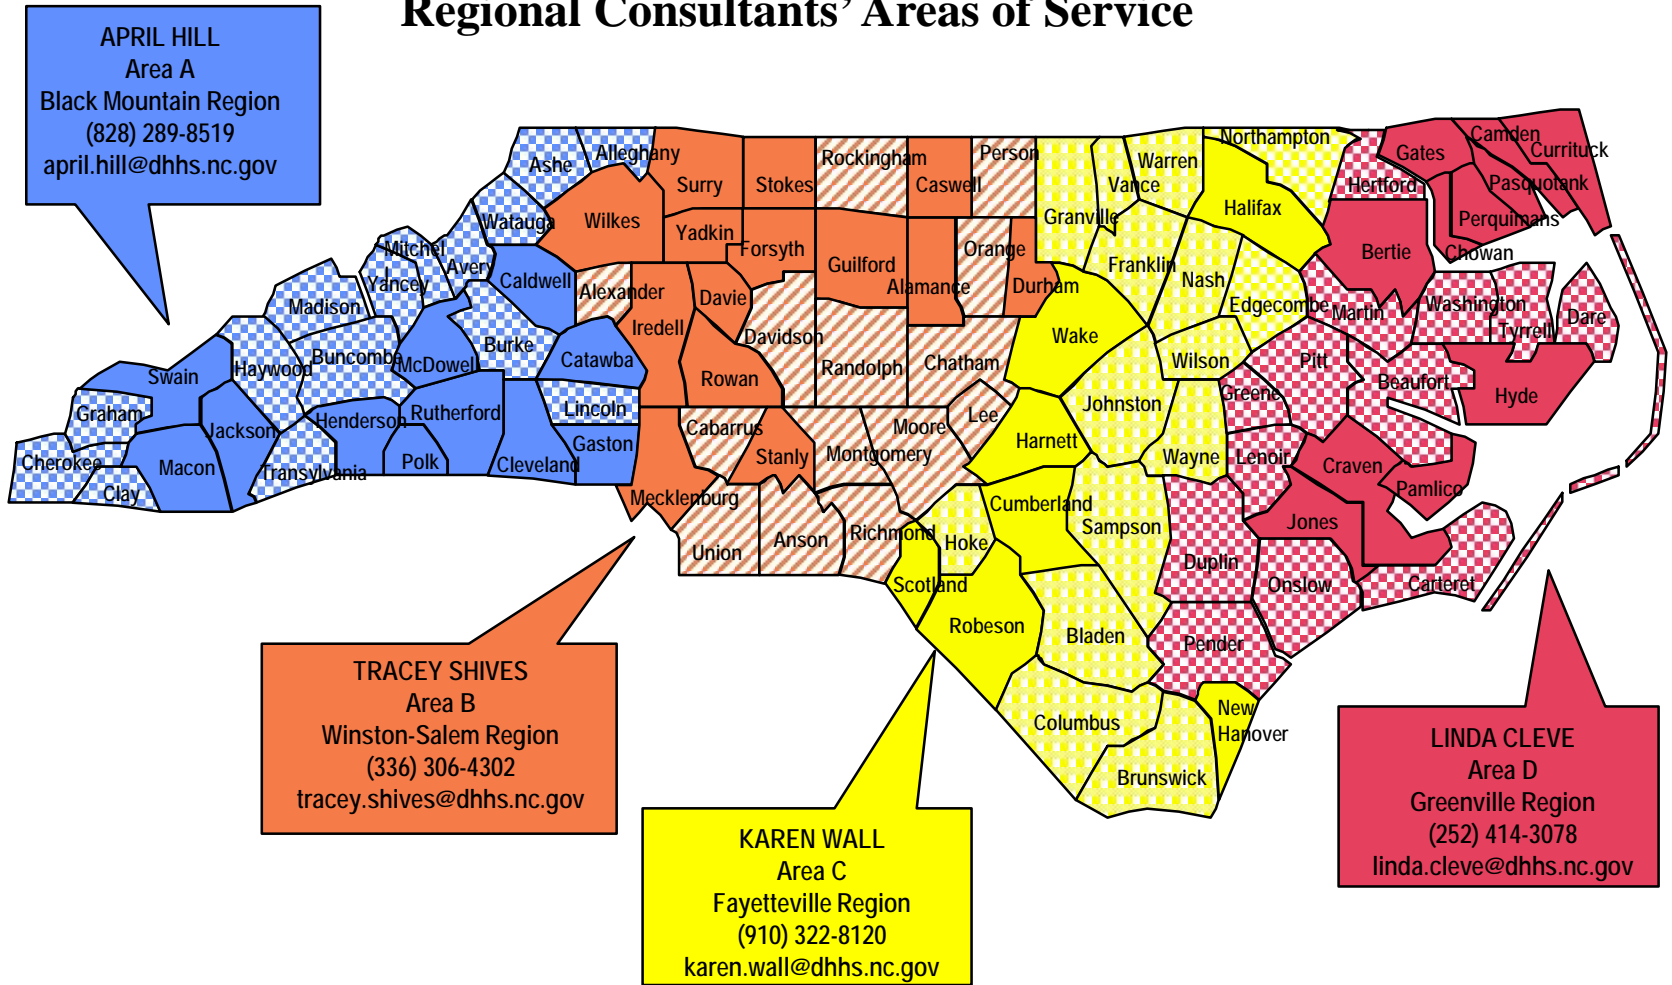 Regional Consultants’ Areas of Service
APRIL HILL
Area A
Black Mountain Region
(828) 289-8519
april.hill@dhhs.nc.gov
Northampton
Camden
Currituck
Gates
Alleghany
Ashe
Rockingham
Person
Warren
Surry
Stokes
Caswell
Vance
Hertford
Pasquotank
Watauga
Wilkes
Granville
Halifax
Perquimans
Yadkin
Forsyth
Orange
Mitchel
Avery
Guilford
Franklin
Bertie
Chowan
Yancey
Caldwell
Alexander
Davie
Alamance
Durham
Nash
Madison
Iredell
Edgecombe
Martin
Washington
Tyrrell
Dare
Davidson
Wake
Burke
Buncombe
McDowel
Catawba
Haywood
Swain
Rowan
Randolph
Chatham
Wilson
Pitt
Beaufort
Hyde
Graham
Henderson
Rutherford
Lincoln
Johnston
Greene
Jackson
Cabarrus
Moore
Lee
Harnett
Cherokee
Macon
Transylvania
Polk
Cleveland
Gaston
Stanly
Montgomery
Wayne
Lenoir
Craven
Clay
Mecklenburg
Cumberland
Pamlico
Sampson
Jones
Union
Anson
Richmond
Hoke
Duplin
Onslow
Carteret
Scotland
Robeson
Bladen
Pender
Columbus
New
Hanover
Brunswick
TRACEY SHIVES
Area B
Winston-Salem Region
(336) 306-4302
tracey.shives@dhhs.nc.gov
KAREN WALL
Area C
Fayetteville Region
(910) 322-8120
karen.wall@dhhs.nc.gov
LINDA CLEVE
Area D
Greenville Region
(252) 414-3078
linda.cleve@dhhs.nc.gov